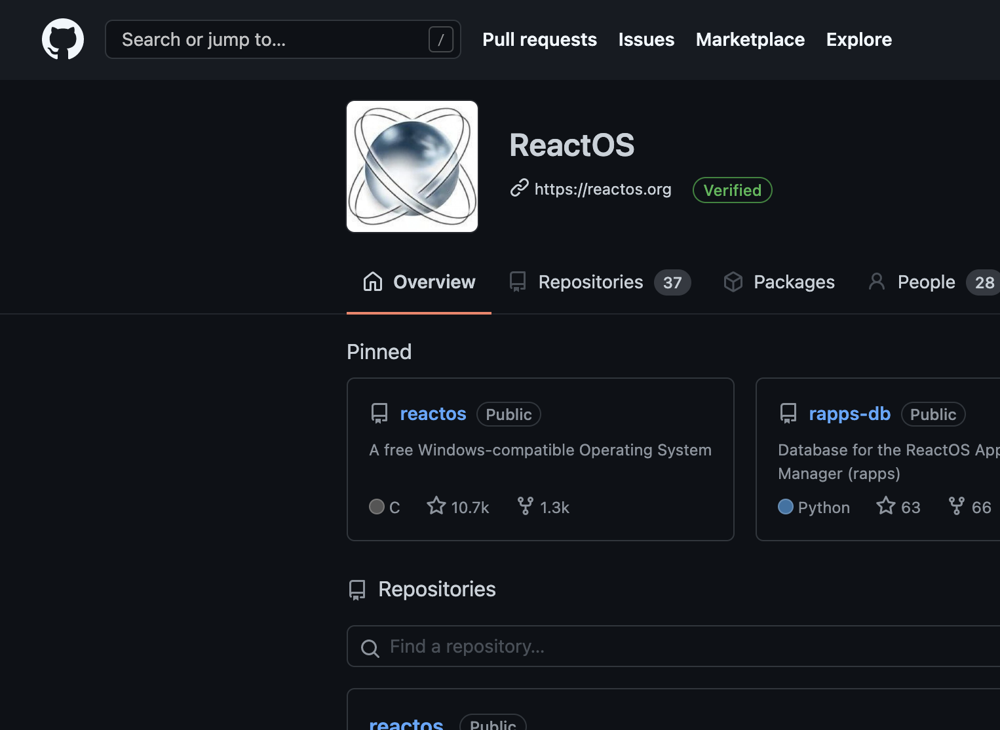 Search or jump to... /
Pull requests Issues Marketplace Explore
ReactOS
https://reactos.org Verified
Overview Repositories 37 Packages People 28
Pinned
reactos Public
A free Windows-compatible Operating System
C 10.7k 1.3k
rapps-db Public
Database for the ReactOS App
Manager (rapps)
Python 63 66
Repositories
Find a repository...
reactos Public